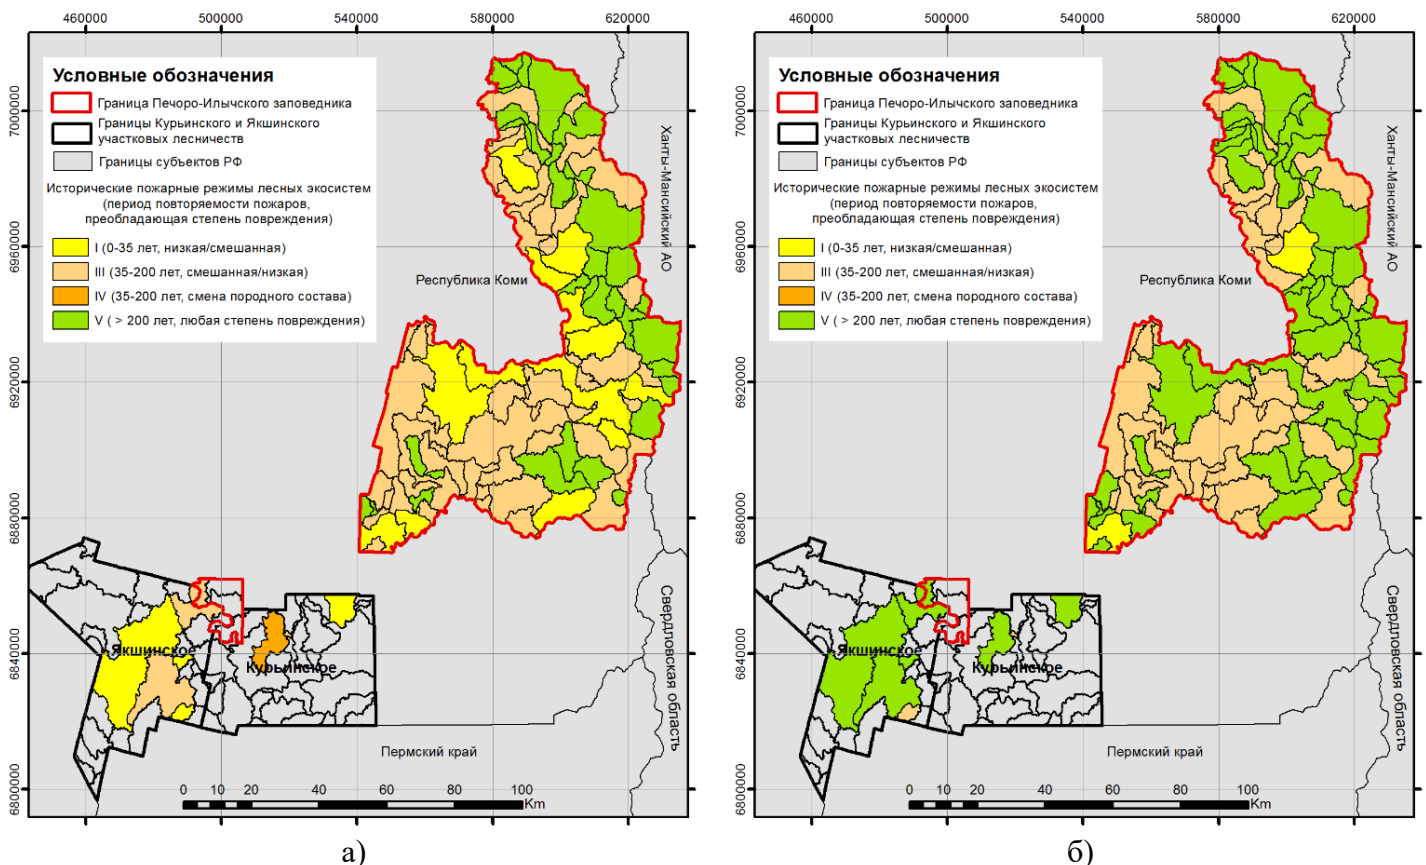 460000 500000 540000 580000 620000
Условные обозначения
Граница Печоро-Илычского заповедника
Границы Курьинского и Якшинского
участковых лесничеств
Границы субъектов РФ
Исторические пожарные режимы лесных экосистем
(период повторяемости пожаров,
преобладающая степень повреждения)
I (0-35 лет, низкая/смешанная)
III (35-200 лет, смешанная/низкая)
IV (35-200 лет, смена породного состава)
V ( > 200 лет, любая степень повреждения)
7000000
6960000
6920000
6880000
6840000
6800000
Ханты-Мансийский АО
Республика Коми
Свердловская область
Якшинское
Курьинское
Пермский край
0 10 20 40 60 80 100
Km
а)
460000 500000 540000 580000 620000
Условные обозначения
Граница Печоро-Илычского заповедника
Границы Курьинского и Якшинского
участковых лесничеств
Границы субъектов РФ
Исторические пожарные режимы лесных экосистем
(период повторяемости пожаров,
преобладающая степень повреждения)
I (0-35 лет, низкая/смешанная)
III (35-200 лет, смешанная/низкая)
IV (35-200 лет, смена породного состава)
V ( > 200 лет, любая степень повреждения)
7000000
6960000
6920000
6880000
6840000
6800000
Ханты-Мансийский АО
Республика Коми
Свердловская область
Якшинское
Курьинское
Пермский край
0 10 20 40 60 80 100
Km
б)